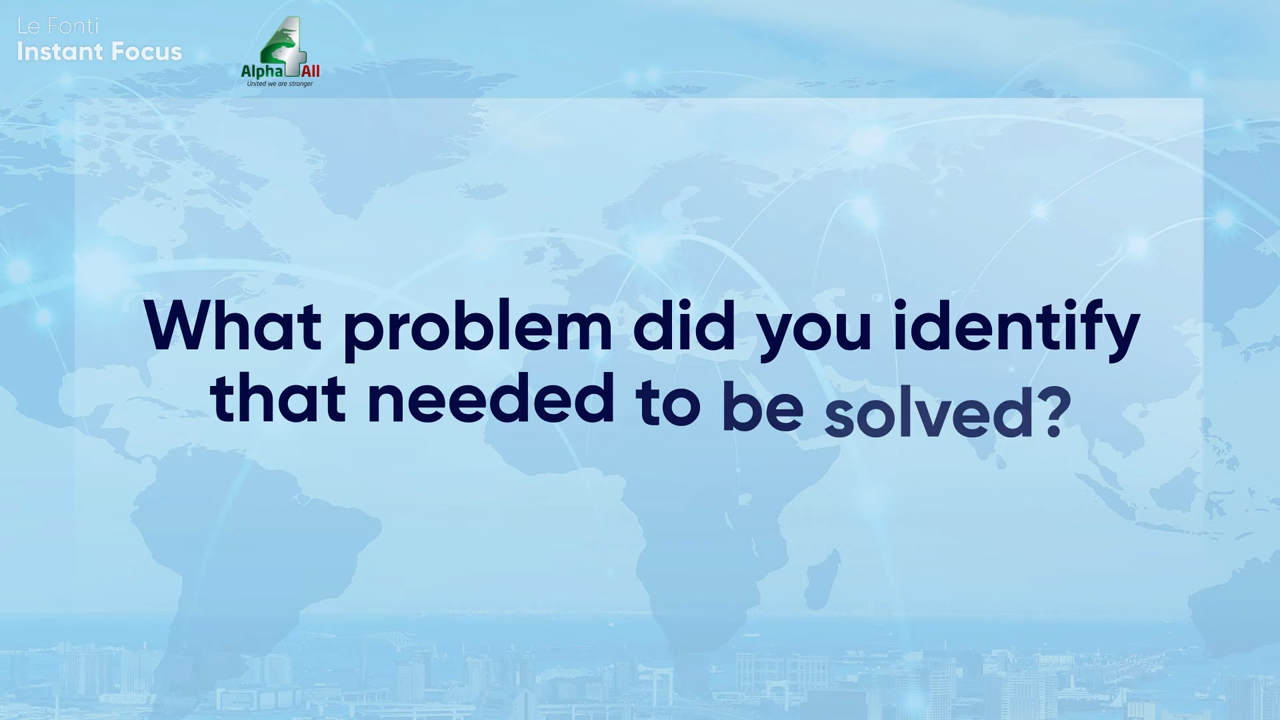 Le Fonti
Instant Focus
Alpha 4 All
United we are stronger
What problem did you identify
that needed to be solved?